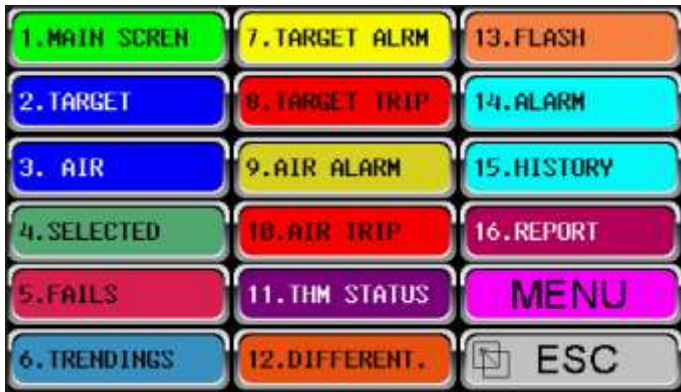 1.MAIN SCREN
2.TARGET
3. AIR
4.SELECTED
5.FAILS
6.TRENDINGS
7.TARGET ALRM
8.TARGET TRIP
9.AIR ALARM
10.AIR TRIP
11.THM STATUS
12.DIFFERENT.
13.FLASH
14.ALARM
15.HISTORY
16.REPORT
MENU
ESC